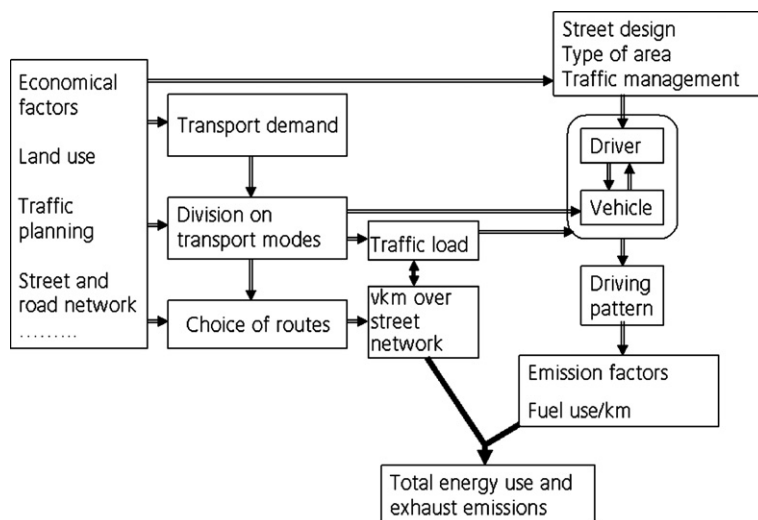 Economical
factors
Land use
Traffic
planning
Street and
road network
.........
Transport demand
Division on
transport modes
Choice of routes
Traffic load
vkm over
street
network
Street design
Type of area
Traffic management
Driver
Vehicle
Driving
pattern
Emission factors
Fuel use/km
Total energy use and
exhaust emissions